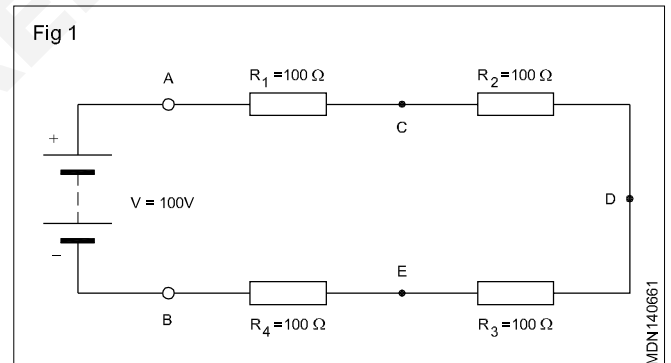 Fig 1
A
R1 =100 Ω
R2 =100 Ω
C
+
V = 100V
D
–
E
B
R4 =100 Ω
R3 =100 Ω
MDN140661